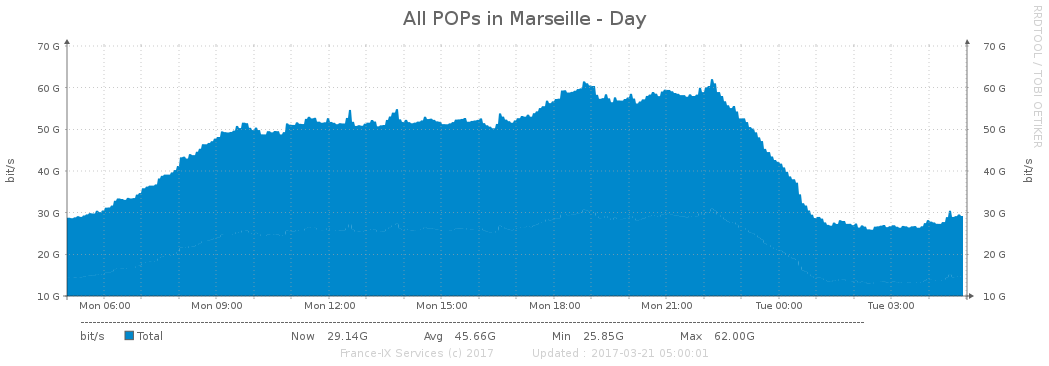 All POPs in Marseille - Day
RRDTOOL / TOBI OETIKER
70 G 70 G
60 G 60 G
50 G 50 G
40 G 40 G
30 G 30 G
20 G 20 G
10 G 10 G
bit/s
bit/s
Mon 06:00 Mon 09:00 Mon 12:00 Mon 15:00 Mon 18:00 Mon 21:00 Tue 00:00 Tue 03:00
bit/s Total Now 29.14G Avg 45.66G Min 25.85G Max 62.00G
France-IX Services (c) 2017 Updated : 2017-03-21 05:00:01